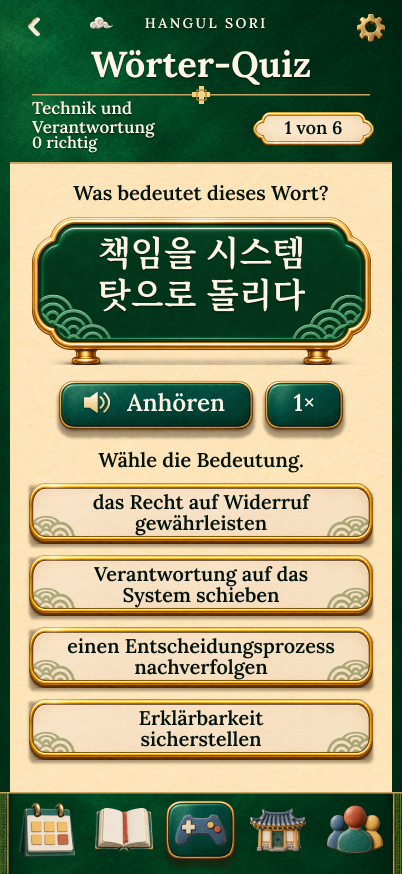 HANGUL SORI
Wörter-Quiz
Technik und
Verantwortung
0 richtig
1 von 6
Was bedeutet dieses Wort?
책임을 시스템
탓으로 돌리다
Anhören
1×
Wähle die Bedeutung.
das Recht auf Widerruf
gewährleisten
Verantwortung auf das
System schieben
einen Entscheidungsprozess
nachverfolgen
Erklärbarkeit
sicherstellen